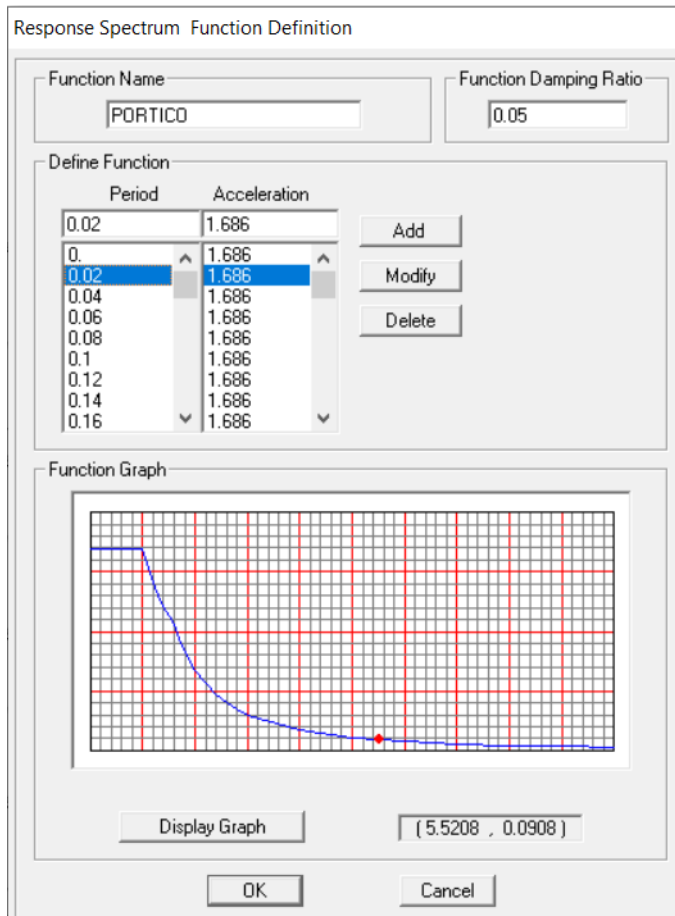 Response Spectrum Function Definition
Function Name
Function Damping Ratio
PORTICO
0.05
Define Function
Period Acceleration
0.02 1.686
Add
0. 1.686
0.02 1.686
Modify
0.04 1.686
0.06 1.686
Delete
0.08 1.686
0.1 1.686
0.12 1.686
0.14 1.686
0.16 1.686
Function Graph
Display Graph
( 5.5208 , 0.0908 )
OK
Cancel